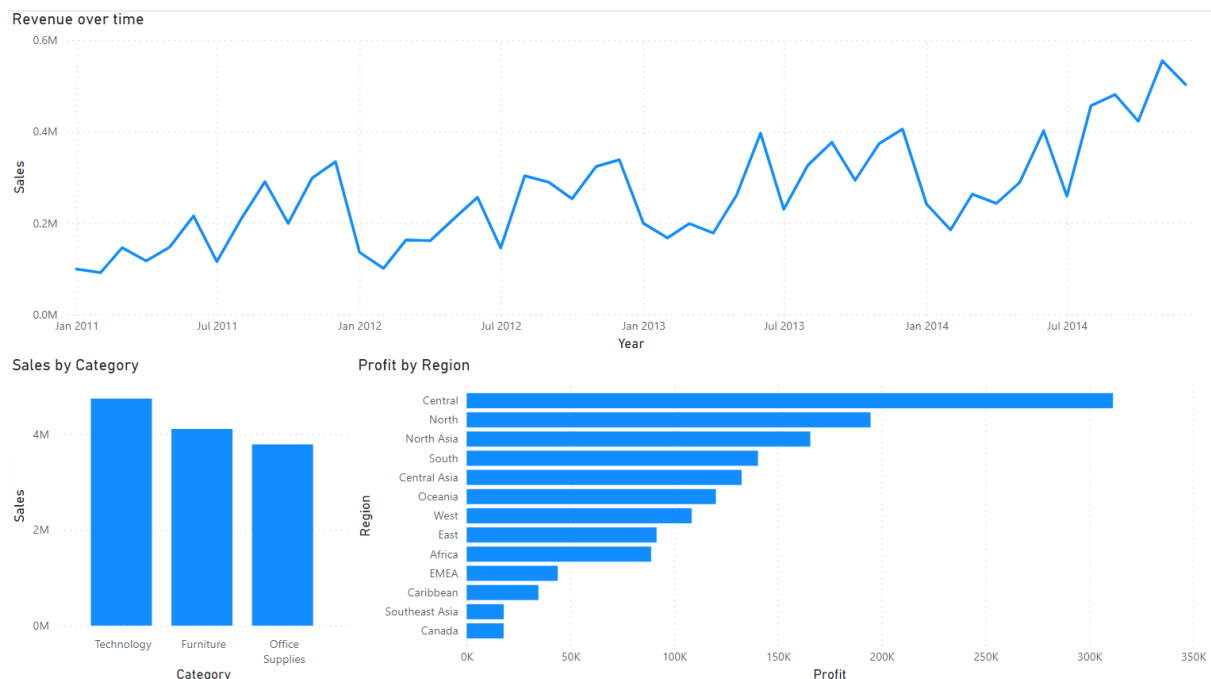 Revenue over time
0.6M
0.4M
0.2M
0.0M
Sales
Jan 2011 Jul 2011 Jan 2012 Jul 2012 Jan 2013 Jul 2013 Jan 2014 Jul 2014
Year
Sales by Category
4M
2M
0M
Sales
Technology Furniture Office
Supplies
Category
Profit by Region
Region
Central
North
North Asia
South
Central Asia
Oceania
West
East
Africa
EMEA
Caribbean
Southeast Asia
Canada
0K 50K 100K 150K 200K 250K 300K 350K
Profit